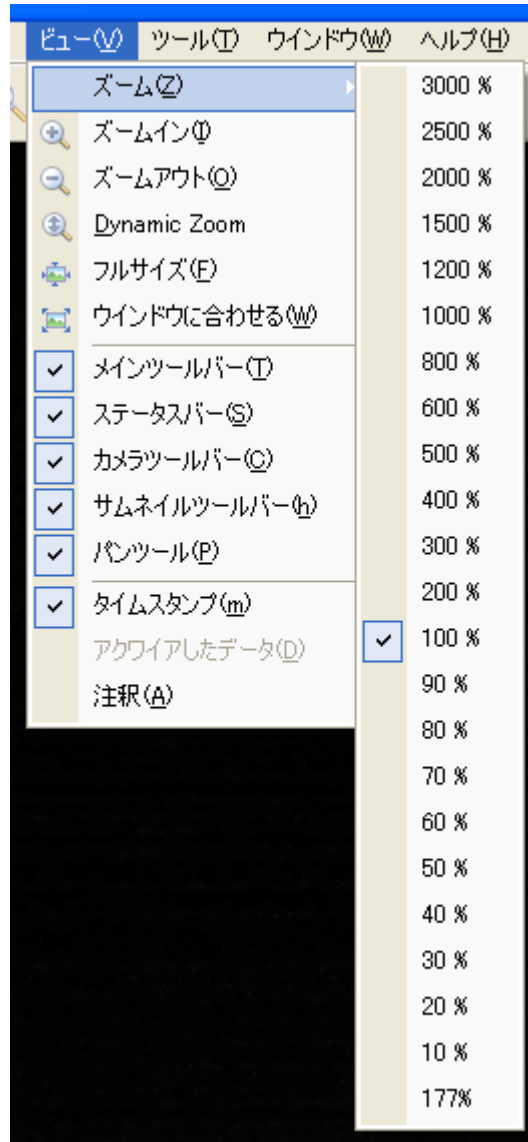 ビュー(V) ツール(T) ウインドウ(W) ヘルプ(H)
ズーム(Z)
ズームイン(I)
ズームアウト(O)
Dynamic Zoom
フルサイズ(F)
ウインドウに合わせる(W)
メインツールバー(T)
ステータスバー(S)
カメラツールバー(C)
サムネイルツールバー(h)
パンツール(P)
タイムスタンプ(m)
アクワイアしたデータ(D)
注釈(A)
3000 %
2500 %
2000 %
1500 %
1200 %
1000 %
800 %
600 %
500 %
400 %
300 %
200 %
100 %
90 %
80 %
70 %
60 %
50 %
40 %
30 %
20 %
10 %
177%